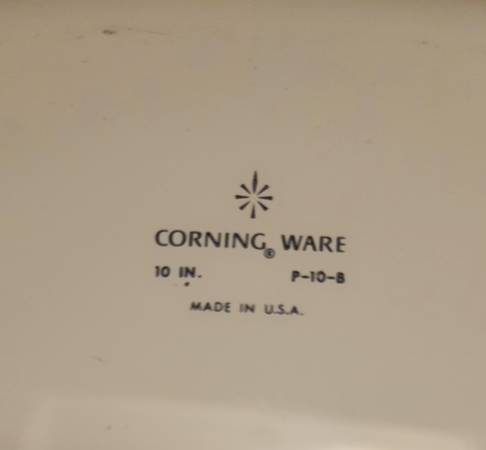 CORNING® WARE
10 IN. P-10-B
MADE IN U.S.A.